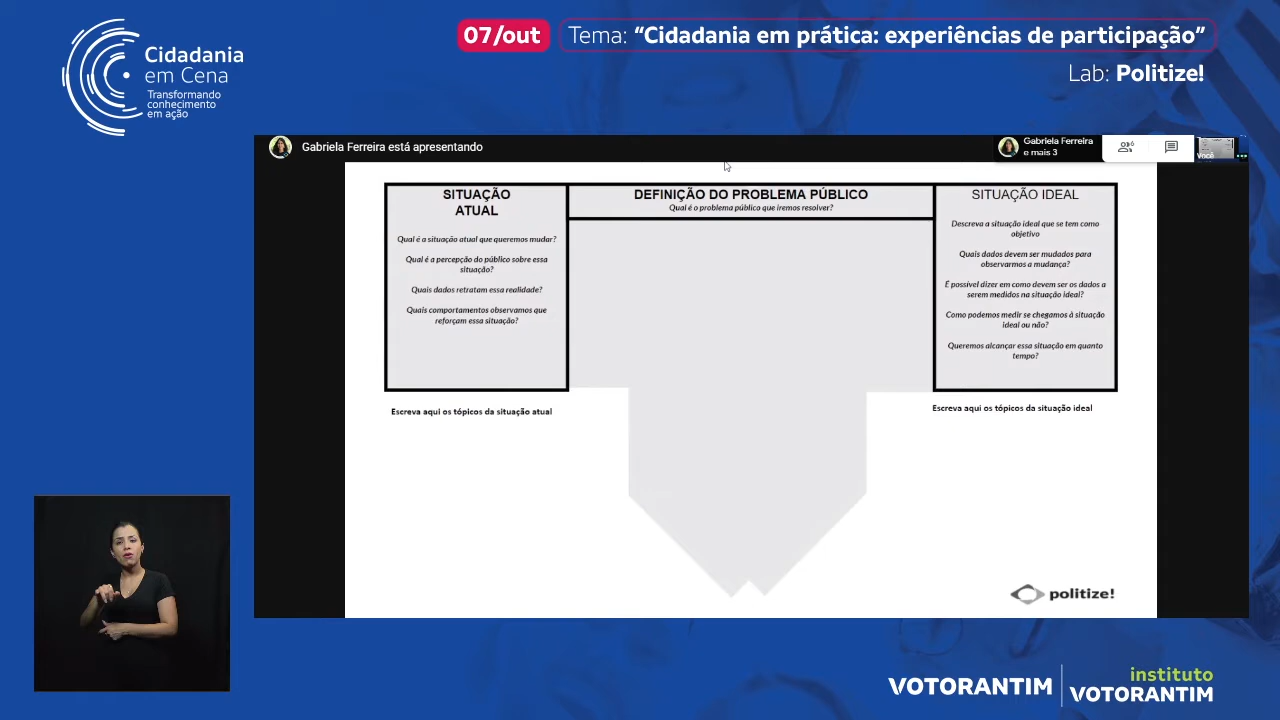 07/out
Tema: “Cidadania em prática: experiências de participação”
Lab: Politize!
Cidadania
em Cena
Transformando
conhecimento
em ação
Gabriela Ferreira está apresentando
Gabriela Ferreira
e mais 3
6
Você
SITUAÇÃO
ATUAL
Qual é a situação atual que queremos mudar?
Qual é a percepção do público sobre essa
situação?
Quais dados retratam essa realidade?
Quais comportamentos observamos que
reforçam essa situação?
Escreva aqui os tópicos da situação atual
DEFINIÇÃO DO PROBLEMA PÚBLICO
Qual é o problema público que iremos resolver?
SITUAÇÃO IDEAL
Descreva a situação ideal que se tem como
objetivo
Quais dados devem ser mudados para
observarmos a mudança?
É possível dizer em como devem ser os dados a
serem medidos na situação ideal?
Como podemos medir se chegamos à situação
ideal ou não?
Queremos alcançar essa situação em quanto
tempo?
Escreva aqui os tópicos da situação ideal
politize!
VOTORANTIM
instituto
VOTORANTIM